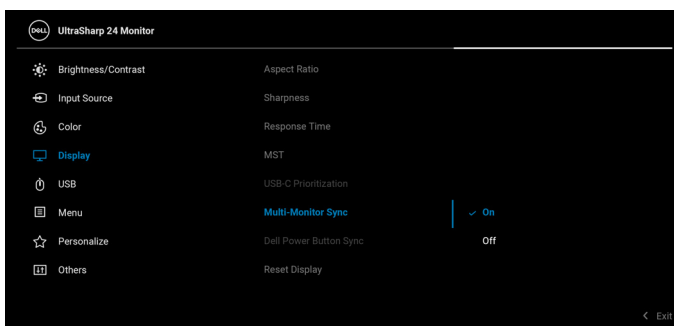 DELL UltraSharp 24 Monitor
Brightness/Contrast Aspect Ratio
Input Source Sharpness
Color Response Time
Display MST
USB USB-C Prioritization
Menu Multi-Monitor Sync On
Personalize Dell Power Button Sync Off
Others Reset Display
Exit